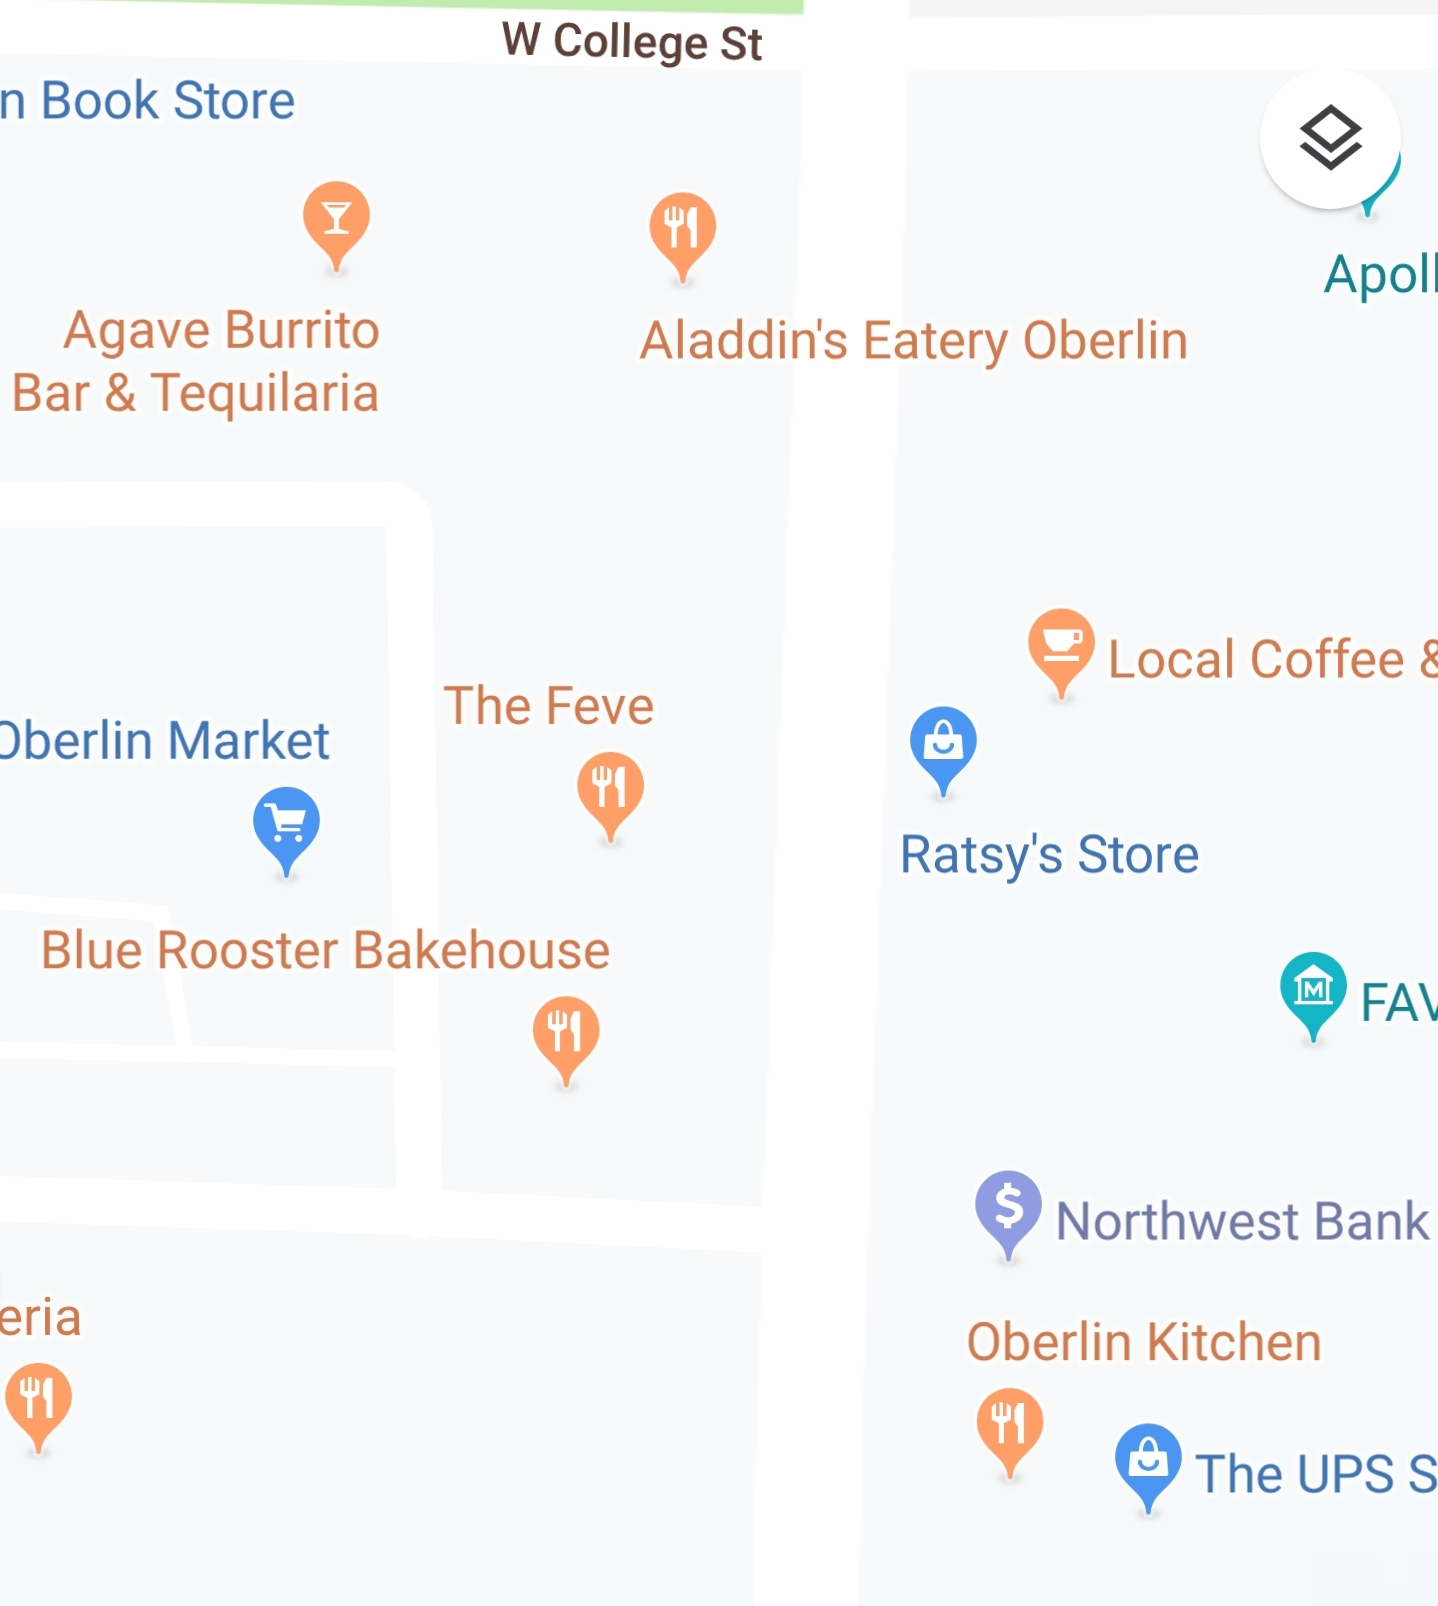 W College St
n Book Store
Apoll
Agave Burrito
Bar & Tequilaria
Aladdin's Eatery Oberlin
Local Coffee &
The Feve
Oberlin Market
Ratsy's Store
Blue Rooster Bakehouse
FAV
Northwest Bank
eria
Oberlin Kitchen
The UPS S